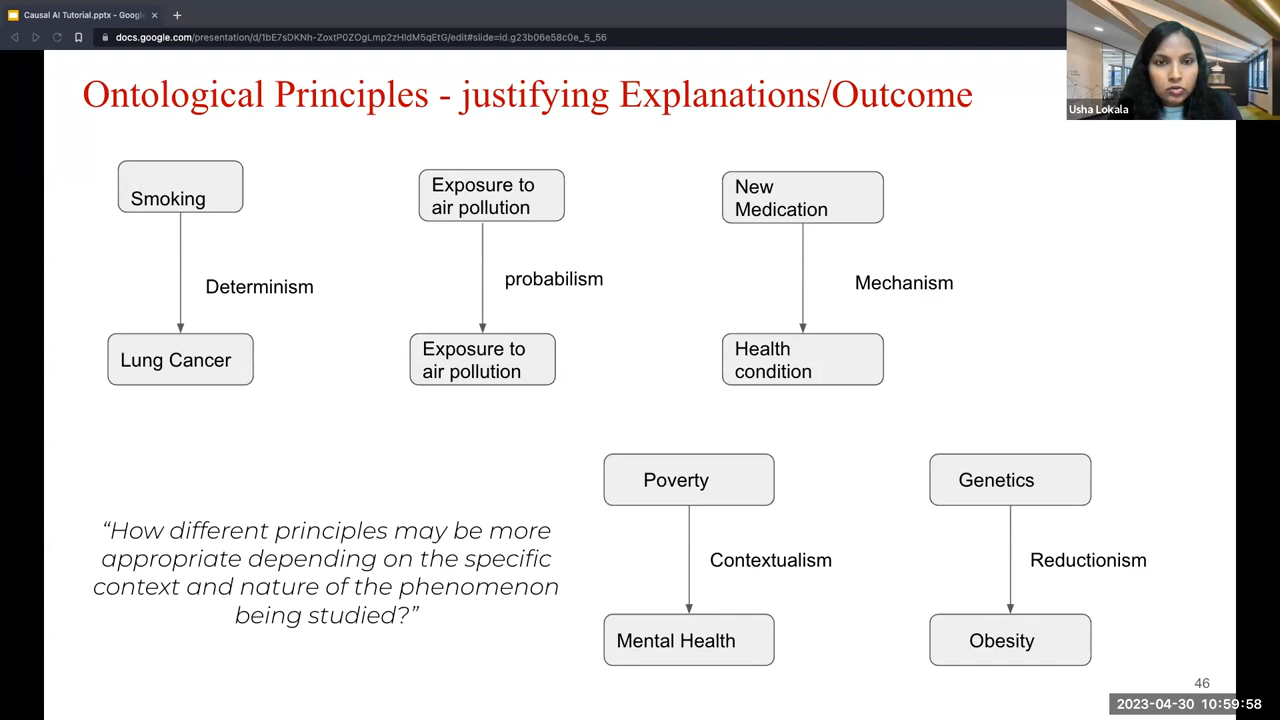 Causal AI Tutorial.pptx - Google
docs.google.com/presentation/d/1bE7sDKNh-ZoxtP0ZOgLmp2zHIdM5qEtG/edit#slide=id.g23b06e58c0e_5_56
Usha Lokala
Ontological Principles - justifying Explanations/Outcome
Smoking
Determinism
Lung Cancer
Exposure to
air pollution
probabilism
Exposure to
air pollution
New
Medication
Mechanism
Health
condition
“How different principles may be more
appropriate depending on the specific
context and nature of the phenomenon
being studied?”
Poverty
Contextualism
Mental Health
Genetics
Reductionism
Obesity
46
2023-04-30 10:59:58